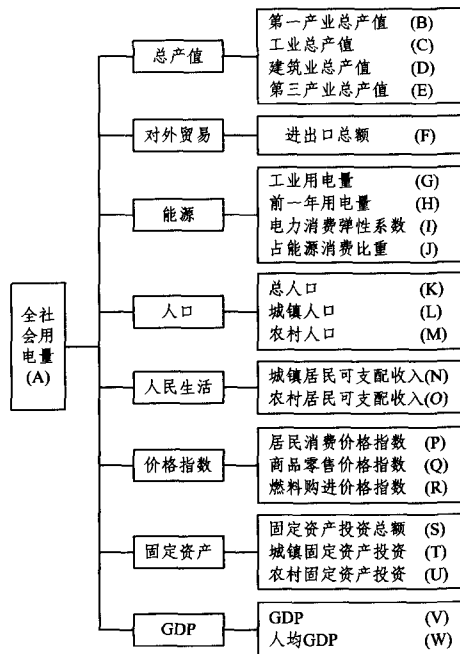 全社
会用
电量
(A)
总产值
第一产业总产值 (B)
工业总产值 (C)
建筑业总产值 (D)
第三产业总产值 (E)
对外贸易
进出口总额 (F)
能源
工业用电量 (G)
前一年用电量 (H)
电力消费弹性系数 (I)
占能源消费比重 (J)
人口
总人口 (K)
城镇人口 (L)
农村人口 (M)
人民生活
城镇居民可支配收入(N)
农村居民可支配收入(O)
价格指数
居民消费价格指数 (P)
商品零售价格指数 (Q)
燃料购进价格指数 (R)
固定资产
固定资产投资总额 (S)
城镇固定资产投资 (T)
农村固定资产投资 (U)
GDP
GDP (V)
人均GDP (W)